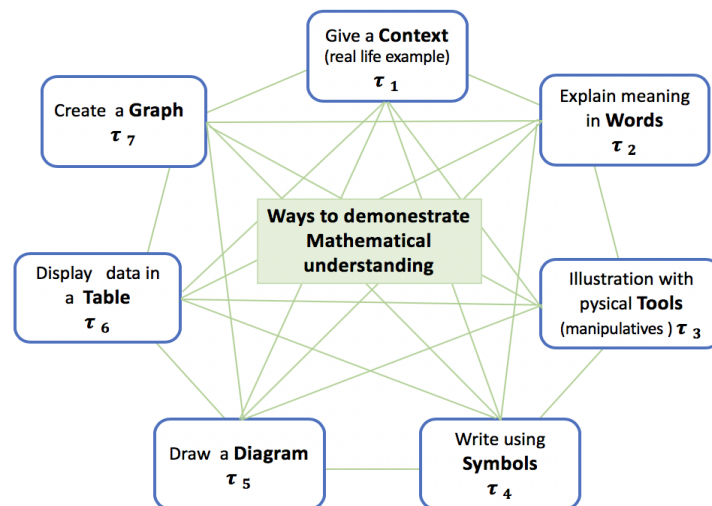 Give a Context
(real life example)
τ 1
Explain meaning
in Words
τ 2
Illustration with
pysical Tools
(manipulatives ) τ 3
Write using
Symbols
τ 4
Draw a Diagram
τ 5
Display data in
a Table
τ 6
Create a Graph
τ 7
Ways to demonestrate
Mathematical
understanding